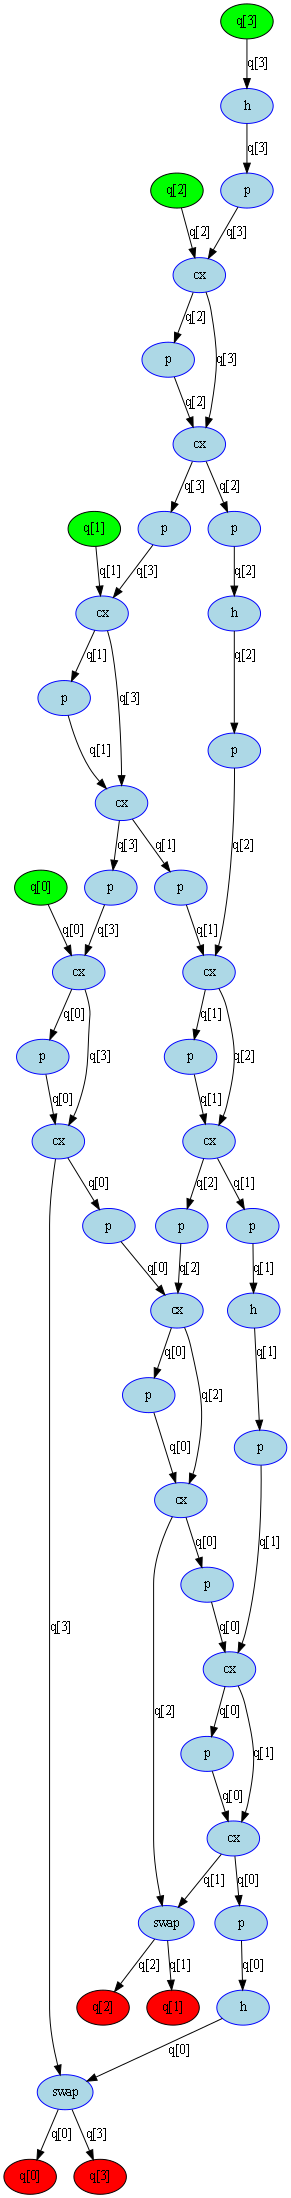 q[3]
q[3]
h
q[3]
q[2] p
q[2] q[3]
cx
q[2]
p q[3]
q[2]
cx
q[3] q[2]
q[1] p p
q[1] q[3] q[2]
cx h
q[1] q[2]
p q[3]
p
q[1] q[2]
cx
q[3] q[1]
q[0] p p
q[0] q[3] q[1]
cx cx
q[0] q[1]
p q[3] p q[2]
q[0] q[1]
cx cx
q[0] q[2] q[1]
p p p
q[0] q[2] q[1]
cx h
q[0] q[1]
p q[2]
q[0] p
cx q[1]
q[0]
p
q[0]
cx
q[3] q[2] q[0]
p q[1]
q[0]
cx
q[1] q[0]
swap p
q[2] q[1] q[0]
q[2] q[1] h
q[0]
swap
q[0] q[3]
q[0] q[3]